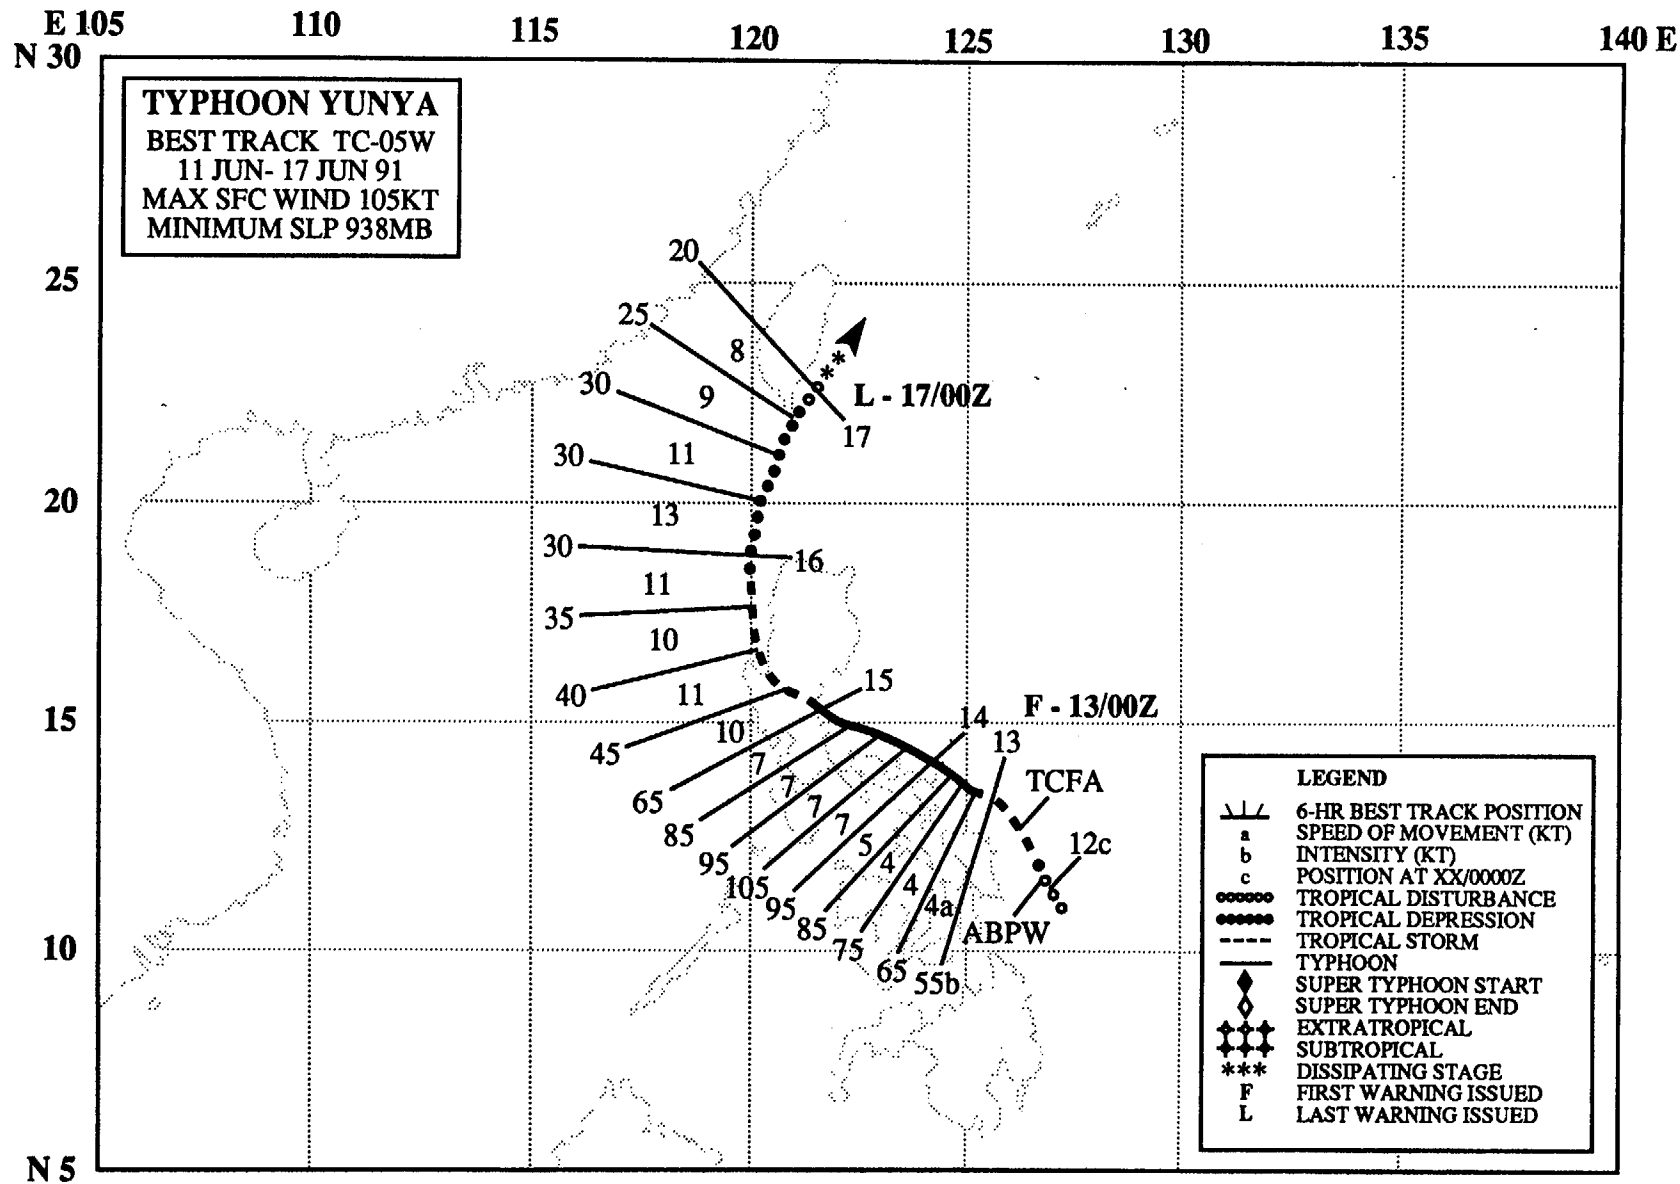 E 105 110 115 120 125 130 135 140 E
N 30
TYPHOON YUNYA
BEST TRACK TC-05W
11 JUN- 17 JUN 91
MAX SFC WIND 105KT
MINIMUM SLP 938MB
20
25
25
8
30
9
L - 17/00Z
17
30
11
20
13
30
16
11
35
10
40
11
15
15
F - 13/00Z
14
10
13
45
7
7
TCFA
65
7
85
7
12c
95
5
105
4
95
4
85
4a
ABPW
75
10
65
55b
LEGEND
6-HR BEST TRACK POSITION
a SPEED OF MOVEMENT (KT)
b INTENSITY (KT)
c POSITION AT XX/0000Z
TROPICAL DISTURBANCE
TROPICAL DEPRESSION
TROPICAL STORM
TYPHOON
SUPER TYPHOON START
SUPER TYPHOON END
EXTRATROPICAL
SUBTROPICAL
*** DISSIPATING STAGE
F FIRST WARNING ISSUED
L LAST WARNING ISSUED
N 5